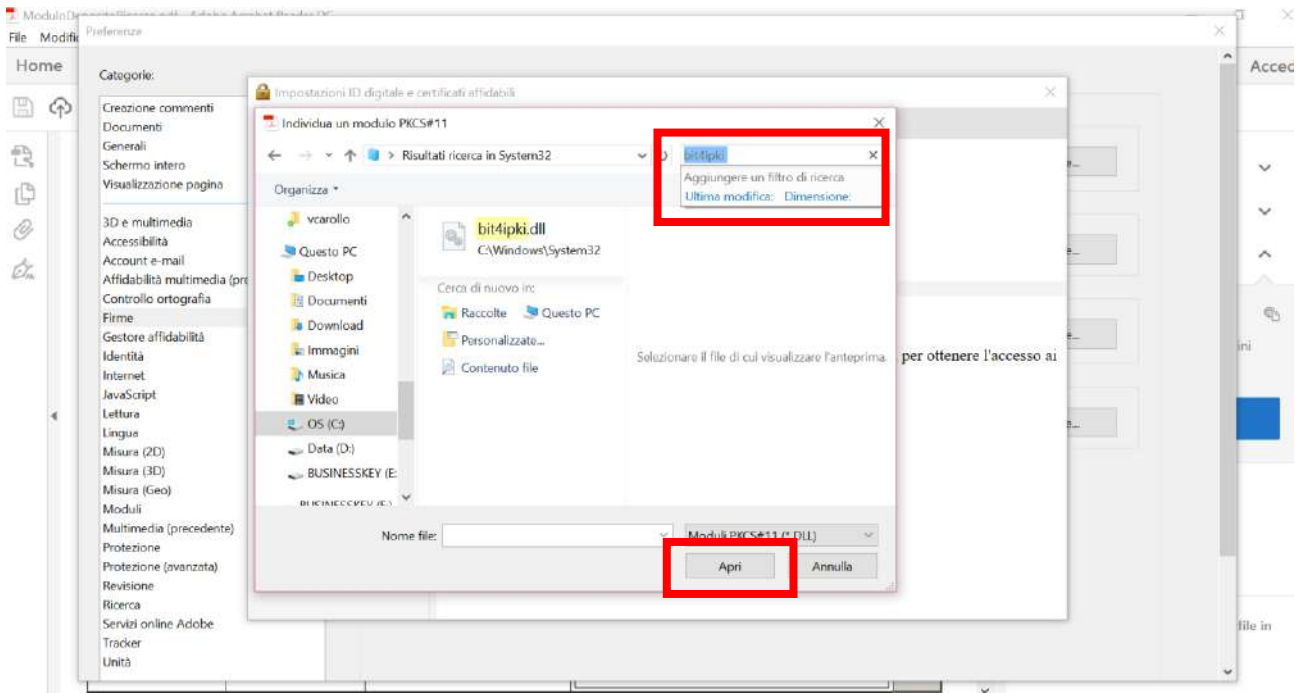 File Modifi
Preferenze
Home
Acced
Categorie:
Creazione commenti
Documenti
Generali
Schermo intero
Visualizzazione pagina
3D e multimedia
Accessibilità
Account e-mail
Affidabilità multimedia (pre
Controllo ortografia
Firme
Gestore affidabilità
Identità
Internet
JavaScript
Lettura
Lingua
Misura (2D)
Misura (3D)
Misura (Geo)
Moduli
Multimedia (precedente)
Protezione
Protezione (avanzata)
Revisione
Ricerca
Servizi online Adobe
Tracker
Unità
Impostazioni ID digitale e certificati affidabili
Individua un modulo PKCS#11
Risultati ricerca in System32
bit4ipki
Aggiungere un filtro di ricerca
Ultima modifica: Dimensione:
Organizza
vcarollo
Questo PC
Desktop
Documenti
Download
Immagini
Musica
Video
OS (C:)
Data (D:)
BUSINESSKEY (E:
bit4ipki.dll
C:\Windows\System32
Cerca di nuovo in:
Raccolte Questo PC
Personalizzate...
Contenuto file
Selezionare il file di cui visualizzare l'anteprima.
per ottenere l'accesso ai
Nome file:
Moduli PKCS#11 (*.DLL)
Apri Annulla
ini
file in